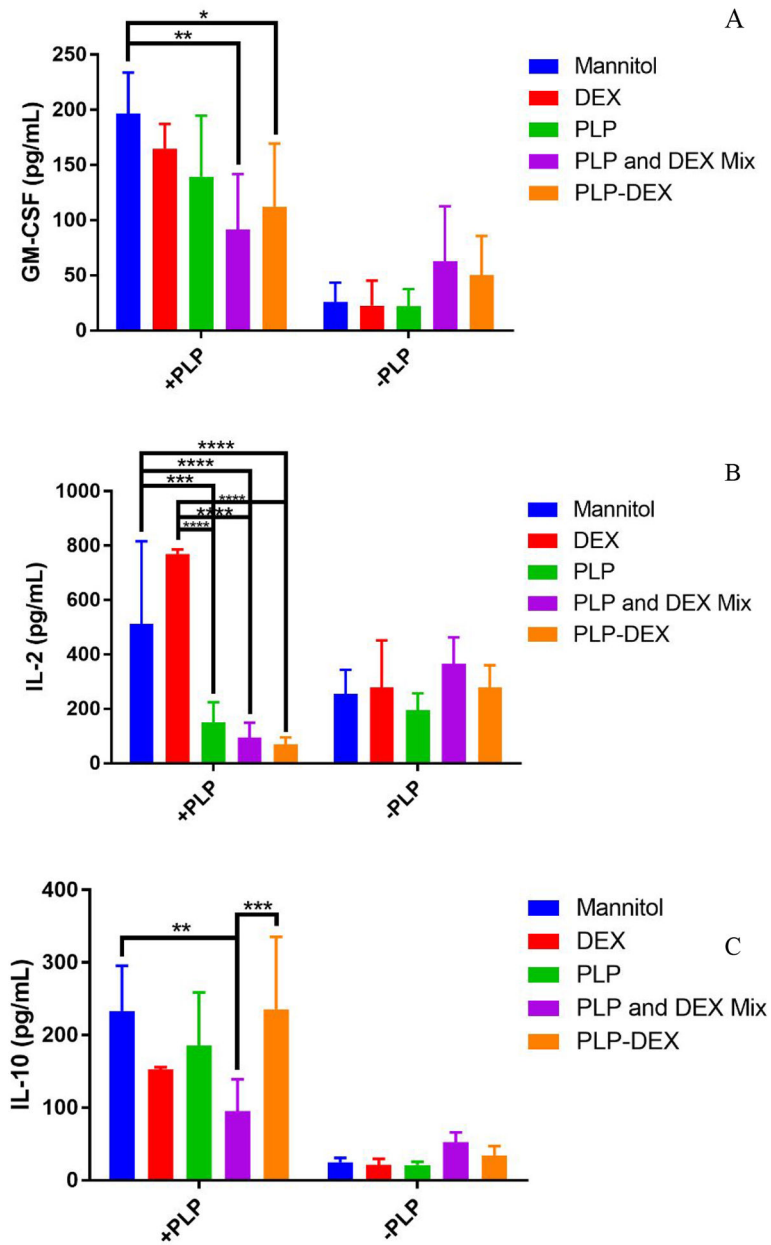 A
*
**
250
200
150
100
50
0
GM-CSF (pg/mL)
+PLP
-PLP
Mannitol
DEX
PLP
PLP and DEX Mix
PLP-DEX
B
****
****
***
****
****
****
1000
800
600
400
200
0
IL-2 (pg/mL)
+PLP
-PLP
Mannitol
DEX
PLP
PLP and DEX Mix
PLP-DEX
C
**
***
400
300
200
100
0
IL-10 (pg/mL)
+PLP
-PLP
Mannitol
DEX
PLP
PLP and DEX Mix
PLP-DEX